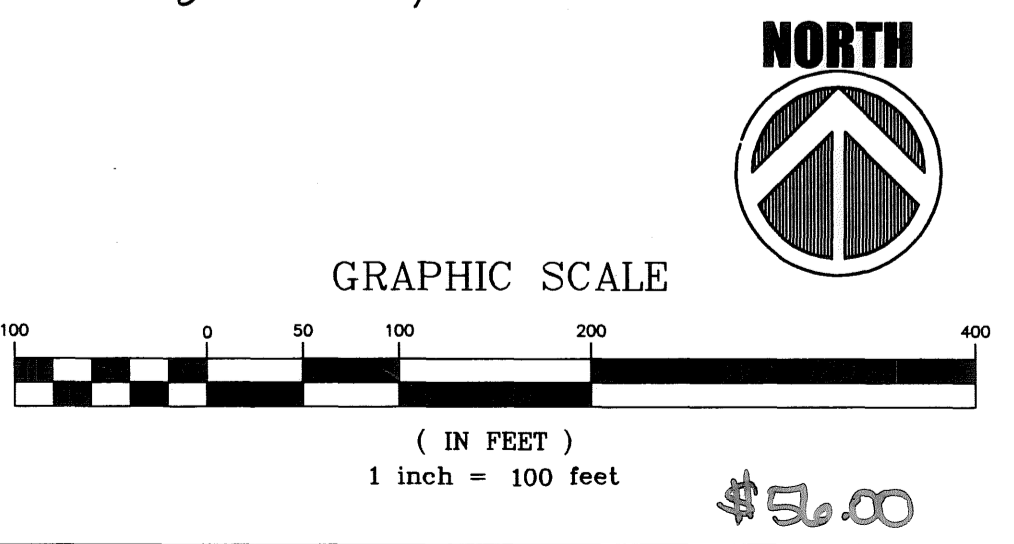 NORTH
GRAPHIC SCALE
100 0 50 100 200 400
( IN FEET )
1 inch = 100 feet
$56.00